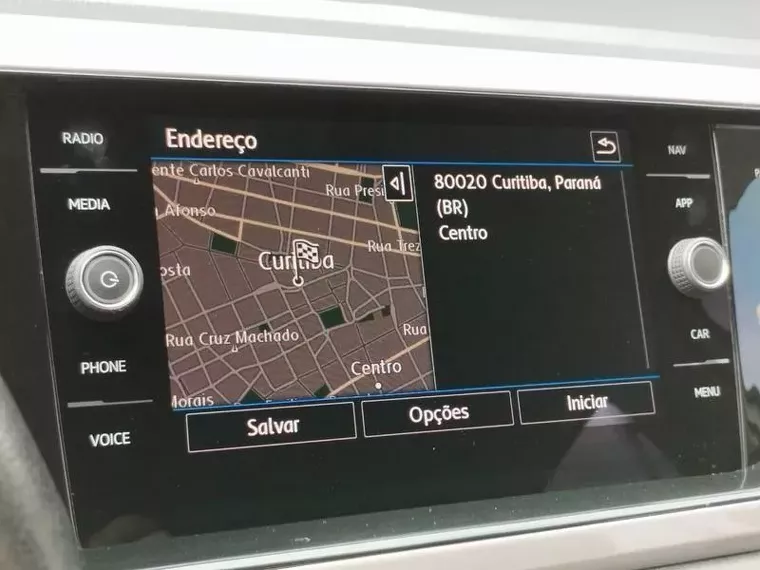 RADIO
MEDIA
PHONE
VOICE
Endereço
Carlos Cavalcanti
Rua Presi
Afonso
Rua Trez
Curitiba
osta
Rua Cruz Machado
Rua
Centro
Morais
80020 Curitiba, Paraná
(BR)
Centro
Salvar
Opções
Iniciar
NAV
APP
CAR
MENU